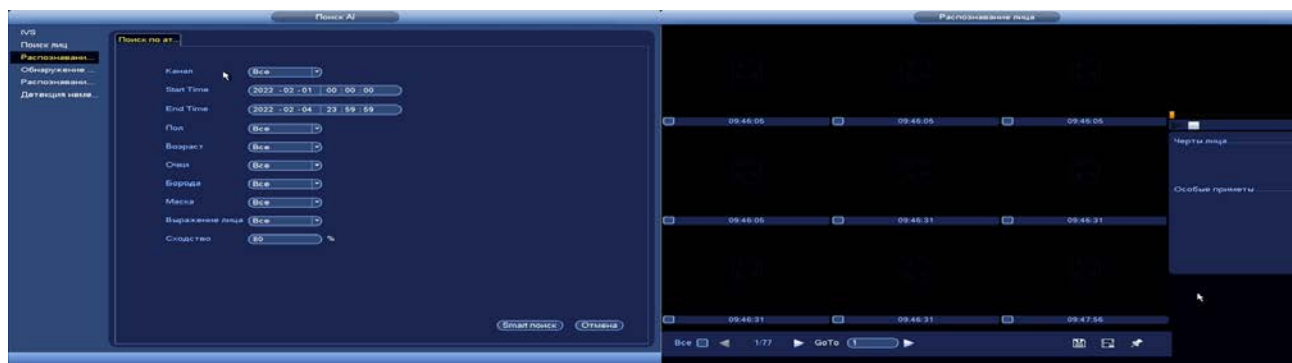 Поиск AI
IVS
Поиск лиц
Распознавани...
Обнаружение ...
Распознавани...
Детекция неме...
Поиск по ат...
Канал Все
Start Time 2022 - 02 - 01 00 : 00 : 00
End Time 2022 - 02 - 04 23 : 59 : 59
Пол Все
Возраст Все
Очки Все
Борода Все
Маска Все
Выражение лица Все
Сходство 80 %
Smart поиск Отмена
Распознавание лица
09:46:05 09:46:05 09:46:05
09:46:05 09:46:31 09:46:31
09:46:31 09:46:31 09:47:56
Черты лица
Особые приметы
Все 1/77 GoTo 1